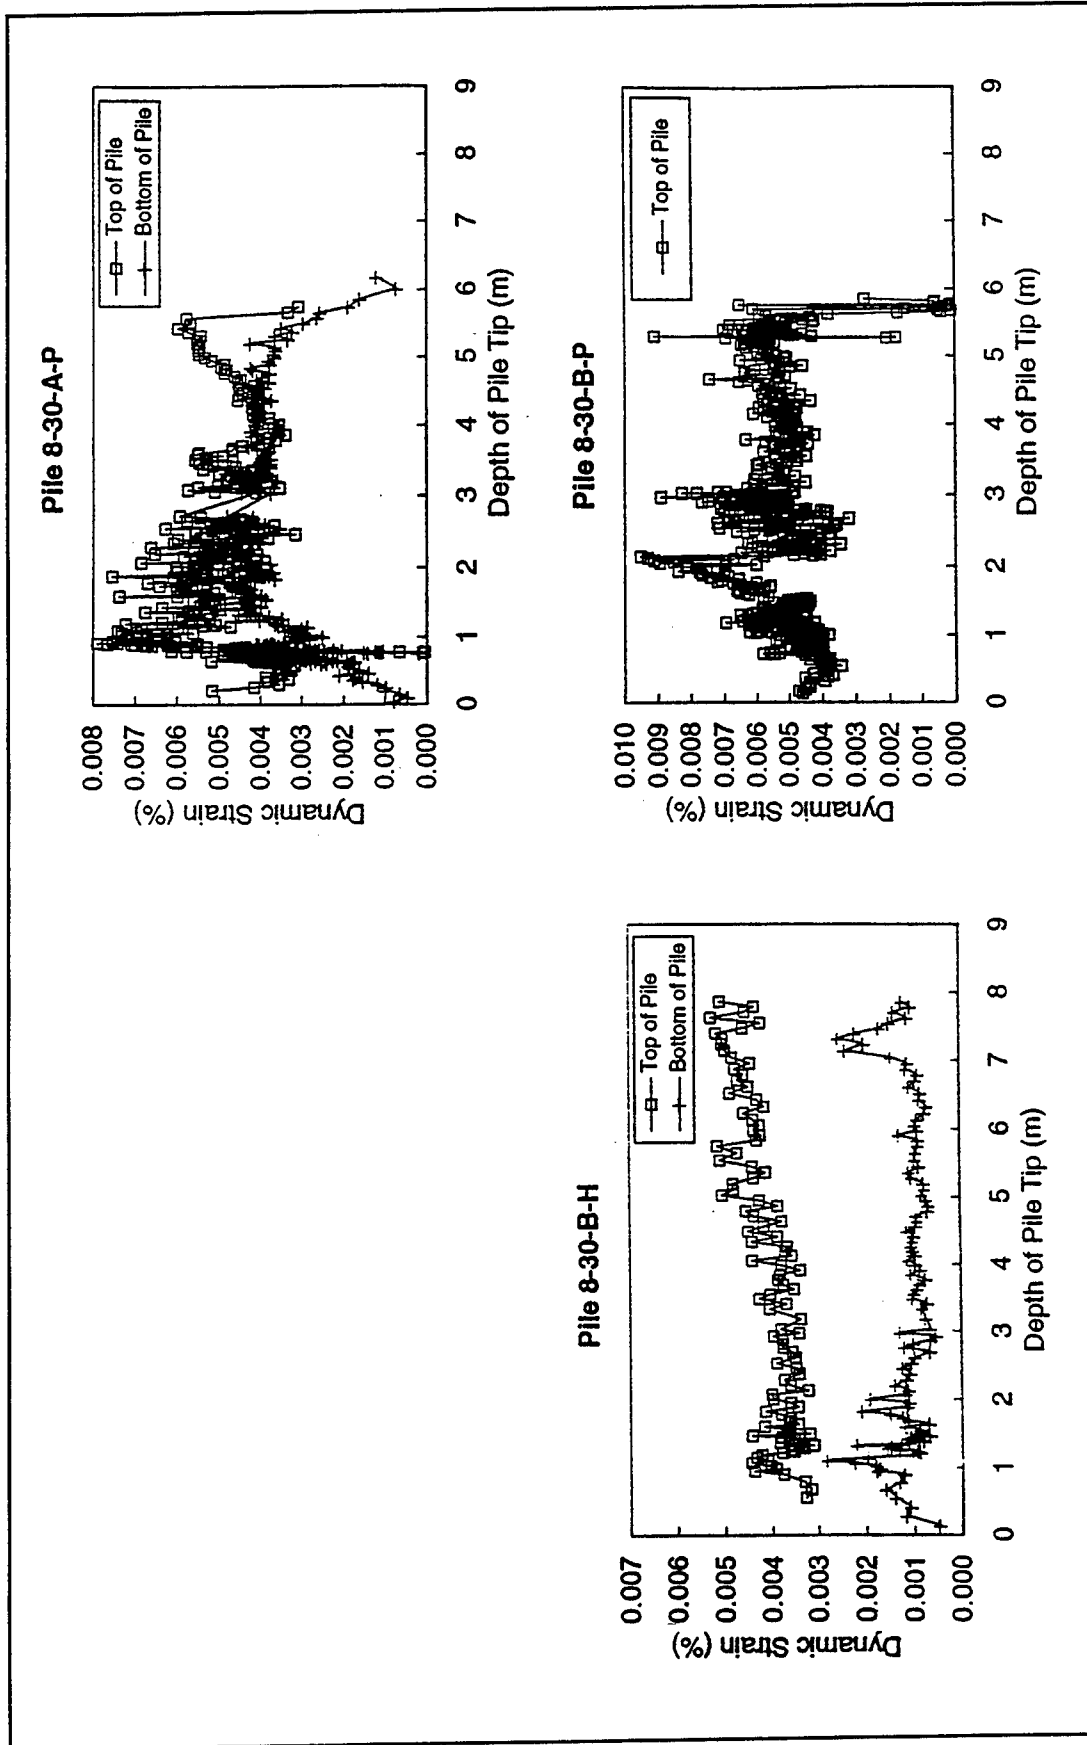 Pile 8-30-A-P
Top of Pile
Bottom of Pile
Dynamic Strain (%)
0.008
0.007
0.006
0.005
0.004
0.003
0.002
0.001
0.000
0 1 2 3 4 5 6 7 8 9
Depth of Pile Tip (m)
Pile 8-30-B-H
Top of Pile
Bottom of Pile
Dynamic Strain (%)
0.007
0.006
0.005
0.004
0.003
0.002
0.001
0.000
0 1 2 3 4 5 6 7 8 9
Depth of Pile Tip (m)
Pile 8-30-B-P
Top of Pile
Dynamic Strain (%)
0.010
0.009
0.008
0.007
0.006
0.005
0.004
0.003
0.002
0.001
0.000
0 1 2 3 4 5 6 7 8 9
Depth of Pile Tip (m)